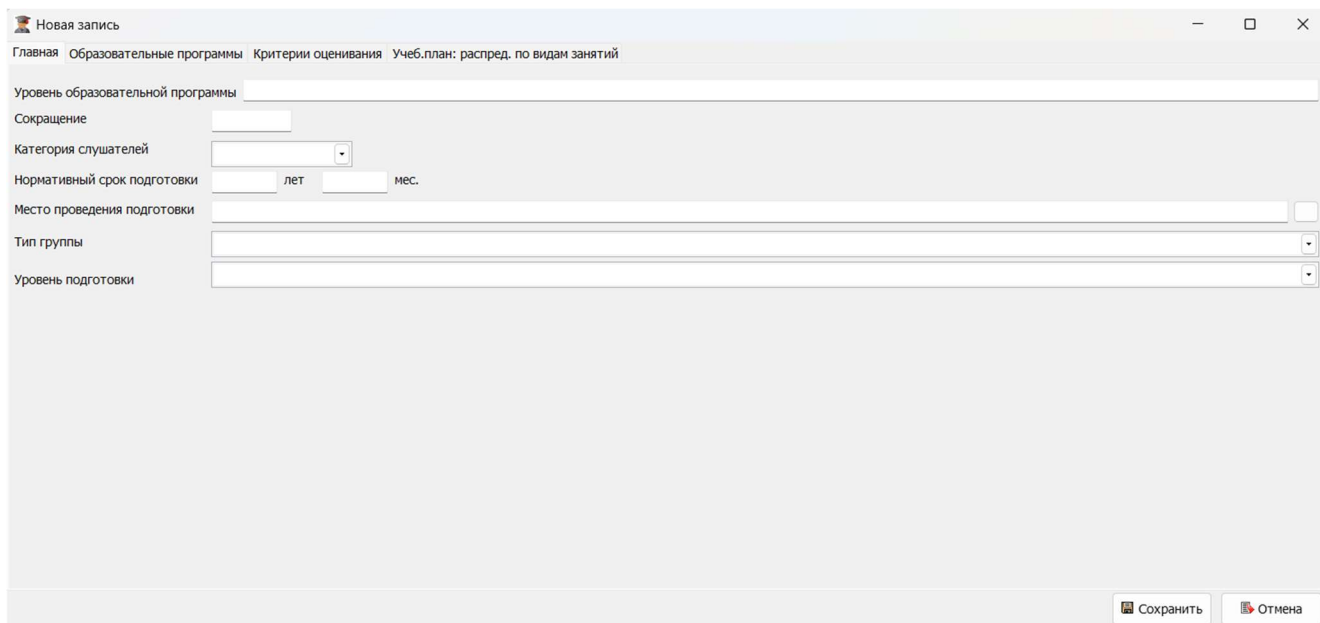 Новая запись
Главная Образовательные программы Критерии оценивания Учеб.план: распред. по видам занятий
Уровень образовательной программы
Сокращение
Категория слушателей
Нормативный срок подготовки лет мес.
Место проведения подготовки
Тип группы
Уровень подготовки
Сохранить Отмена